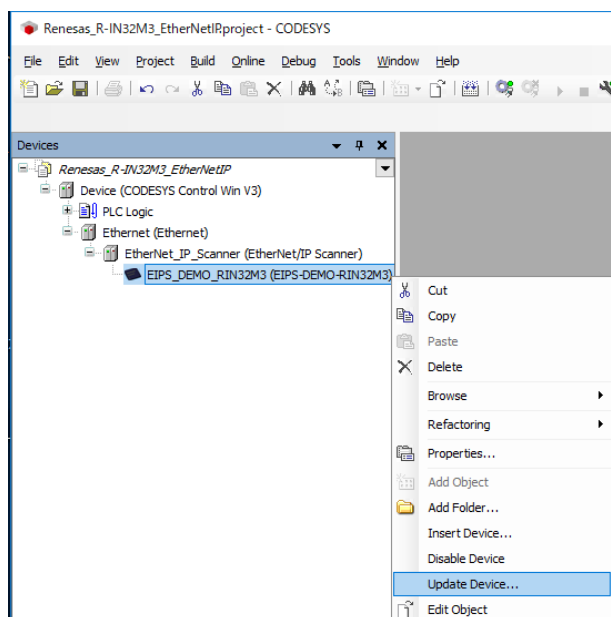 Renesas_R-IN32M3_EtherNetIP.project - CODESYS
File Edit View Project Build Online Debug Tools Window Help
Devices
Renesas_R-IN32M3_EtherNetIP
Device (CODESYS Control Win V3)
PLC Logic
Ethernet (Ethernet)
EtherNet_IP_Scanner (EtherNet/IP Scanner)
EIPS_DEMO_RIN32M3 (EIPS-DEMO-RIN32M3)
Cut
Copy
Paste
Delete
Browse
Refactoring
Properties...
Add Object
Add Folder...
Insert Device...
Disable Device
Update Device...
Edit Object